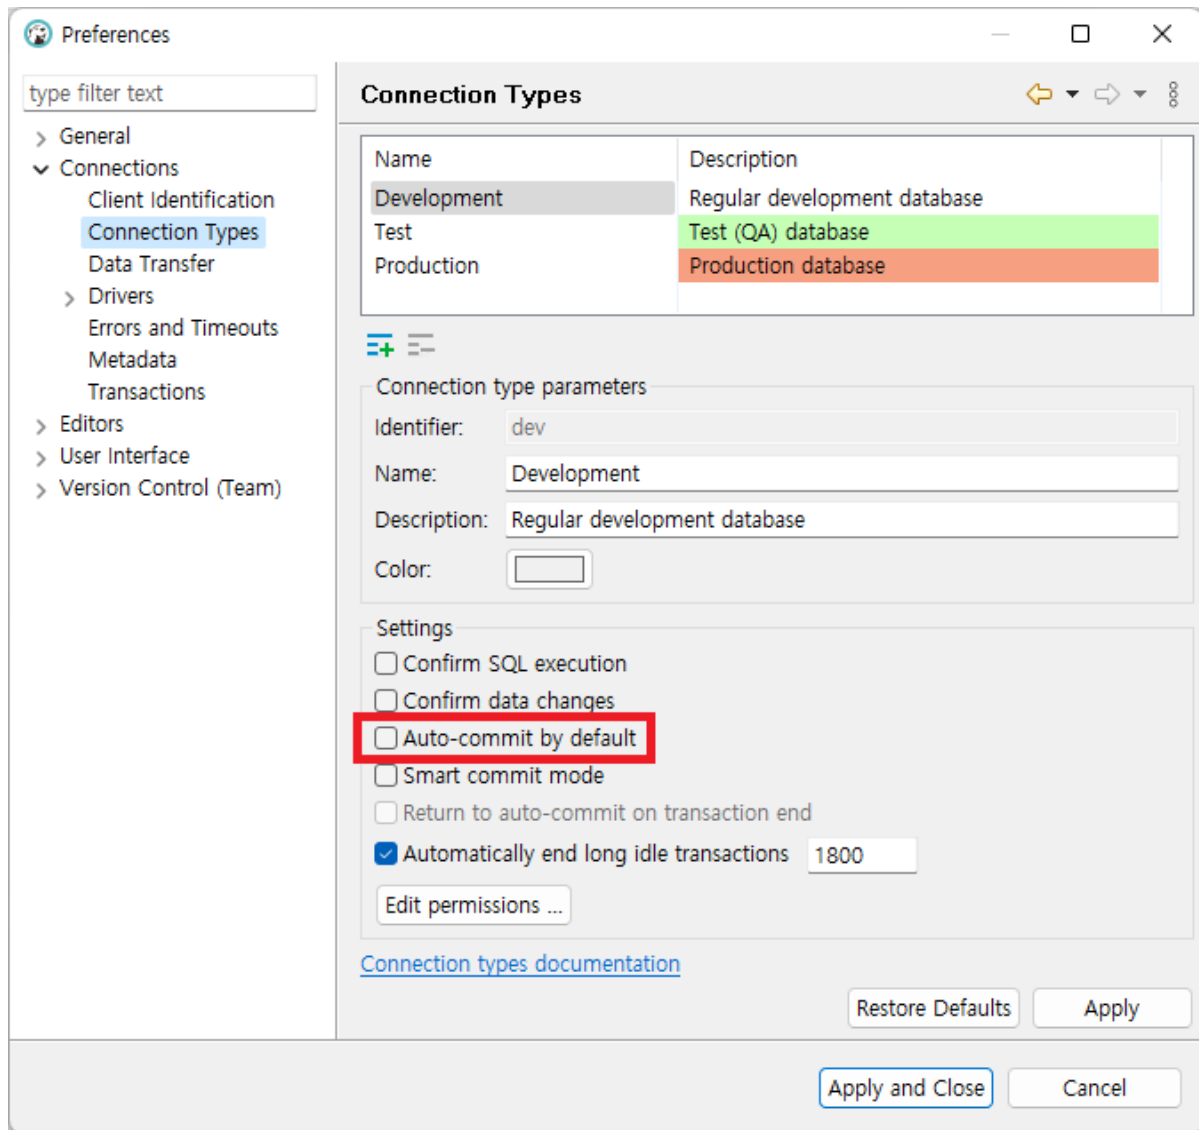 Preferences
type filter text
General
Connections
Client Identification
Connection Types
Data Transfer
Drivers
Errors and Timeouts
Metadata
Transactions
Editors
User Interface
Version Control (Team)
Connection Types
Name Description
Development Regular development database
Test Test (QA) database
Production Production database
Connection type parameters
Identifier: dev
Name: Development
Description: Regular development database
Color:
Settings
Confirm SQL execution
Confirm data changes
Auto-commit by default
Smart commit mode
Return to auto-commit on transaction end
Automatically end long idle transactions 1800
Edit permissions ...
Connection types documentation
Restore Defaults Apply
Apply and Close Cancel